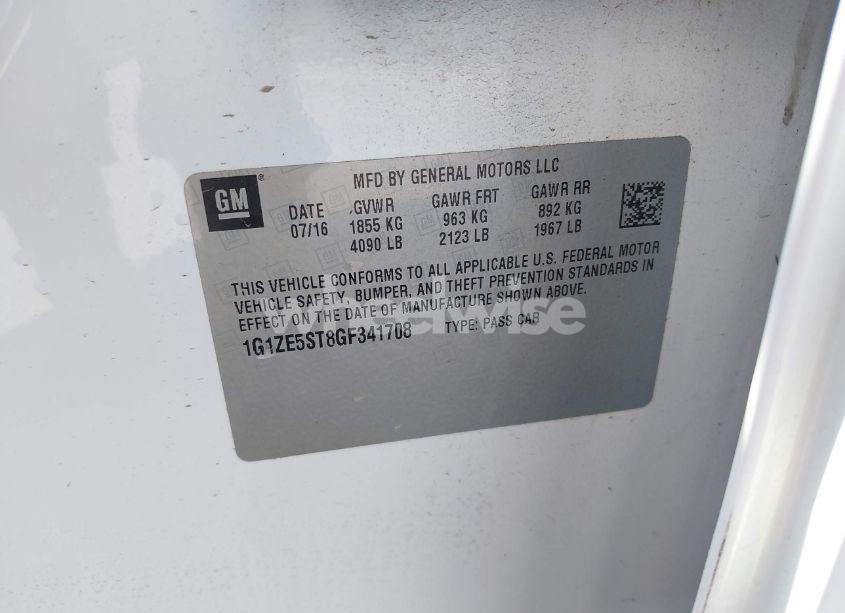 GM
®
MFD BY GENERAL MOTORS LLC
DATE GVWR GAWR FRT GAWR RR
07/16 1855 KG 963 KG 892 KG
4090 LB 2123 LB 1967 LB
THIS VEHICLE CONFORMS TO ALL APPLICABLE U.S. FEDERAL MOTOR
VEHICLE SAFETY, BUMPER, AND THEFT PREVENTION STANDARDS IN
EFFECT ON THE DATE OF MANUFACTURE SHOWN ABOVE.
1G1ZE5ST8GF341708 TYPE: PASS CAR
wheelwise